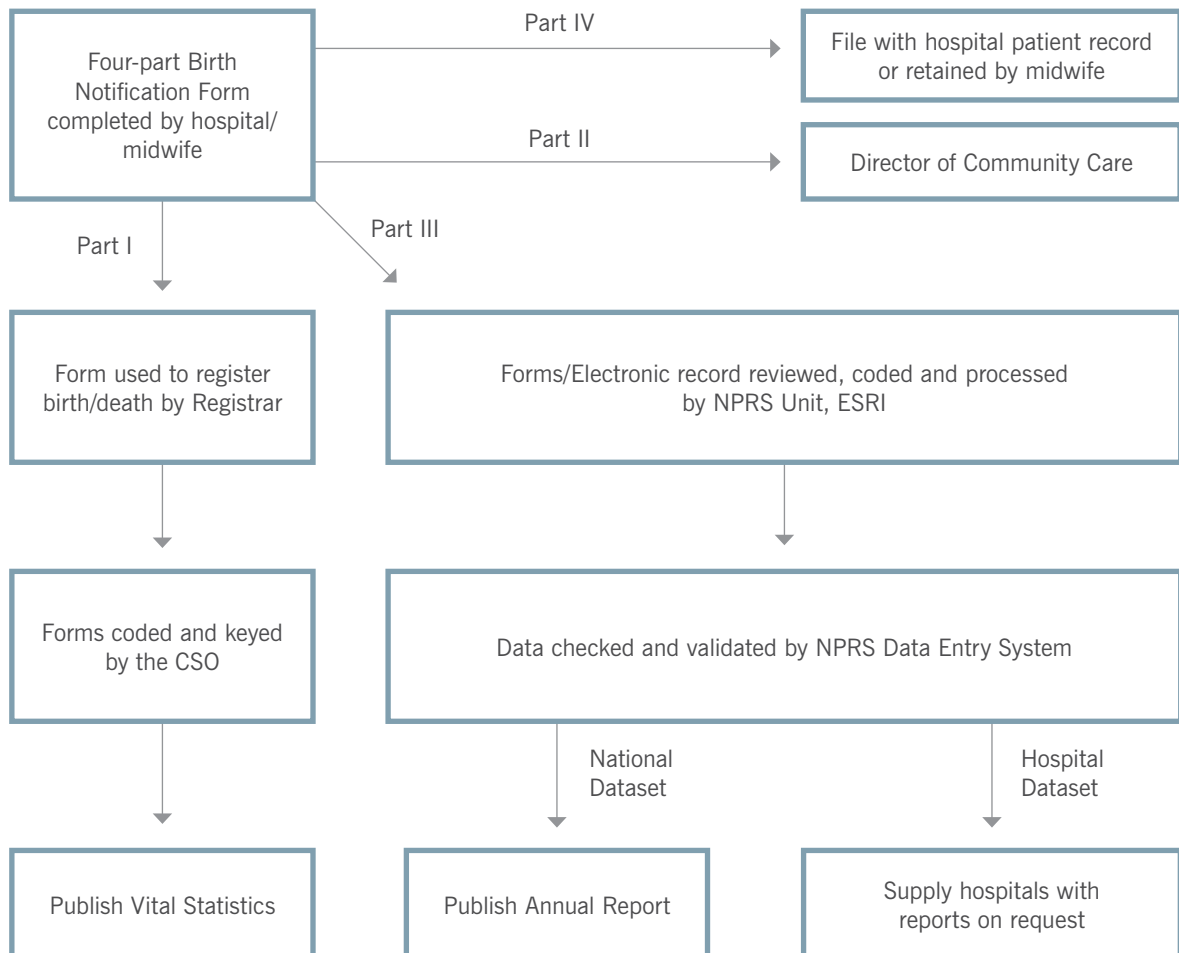 Four-part Birth
Notification Form
completed by hospital/
midwife
Part IV
File with hospital patient record
or retained by midwife
Part II
Director of Community Care
Part I
Part III
Form used to register
birth/death by Registrar
Forms/Electronic record reviewed, coded and processed
by NPRS Unit, ESRI
Forms coded and keyed
by the CSO
Data checked and validated by NPRS Data Entry System
National
Dataset
Hospital
Dataset
Publish Vital Statistics
Publish Annual Report
Supply hospitals with
reports on request